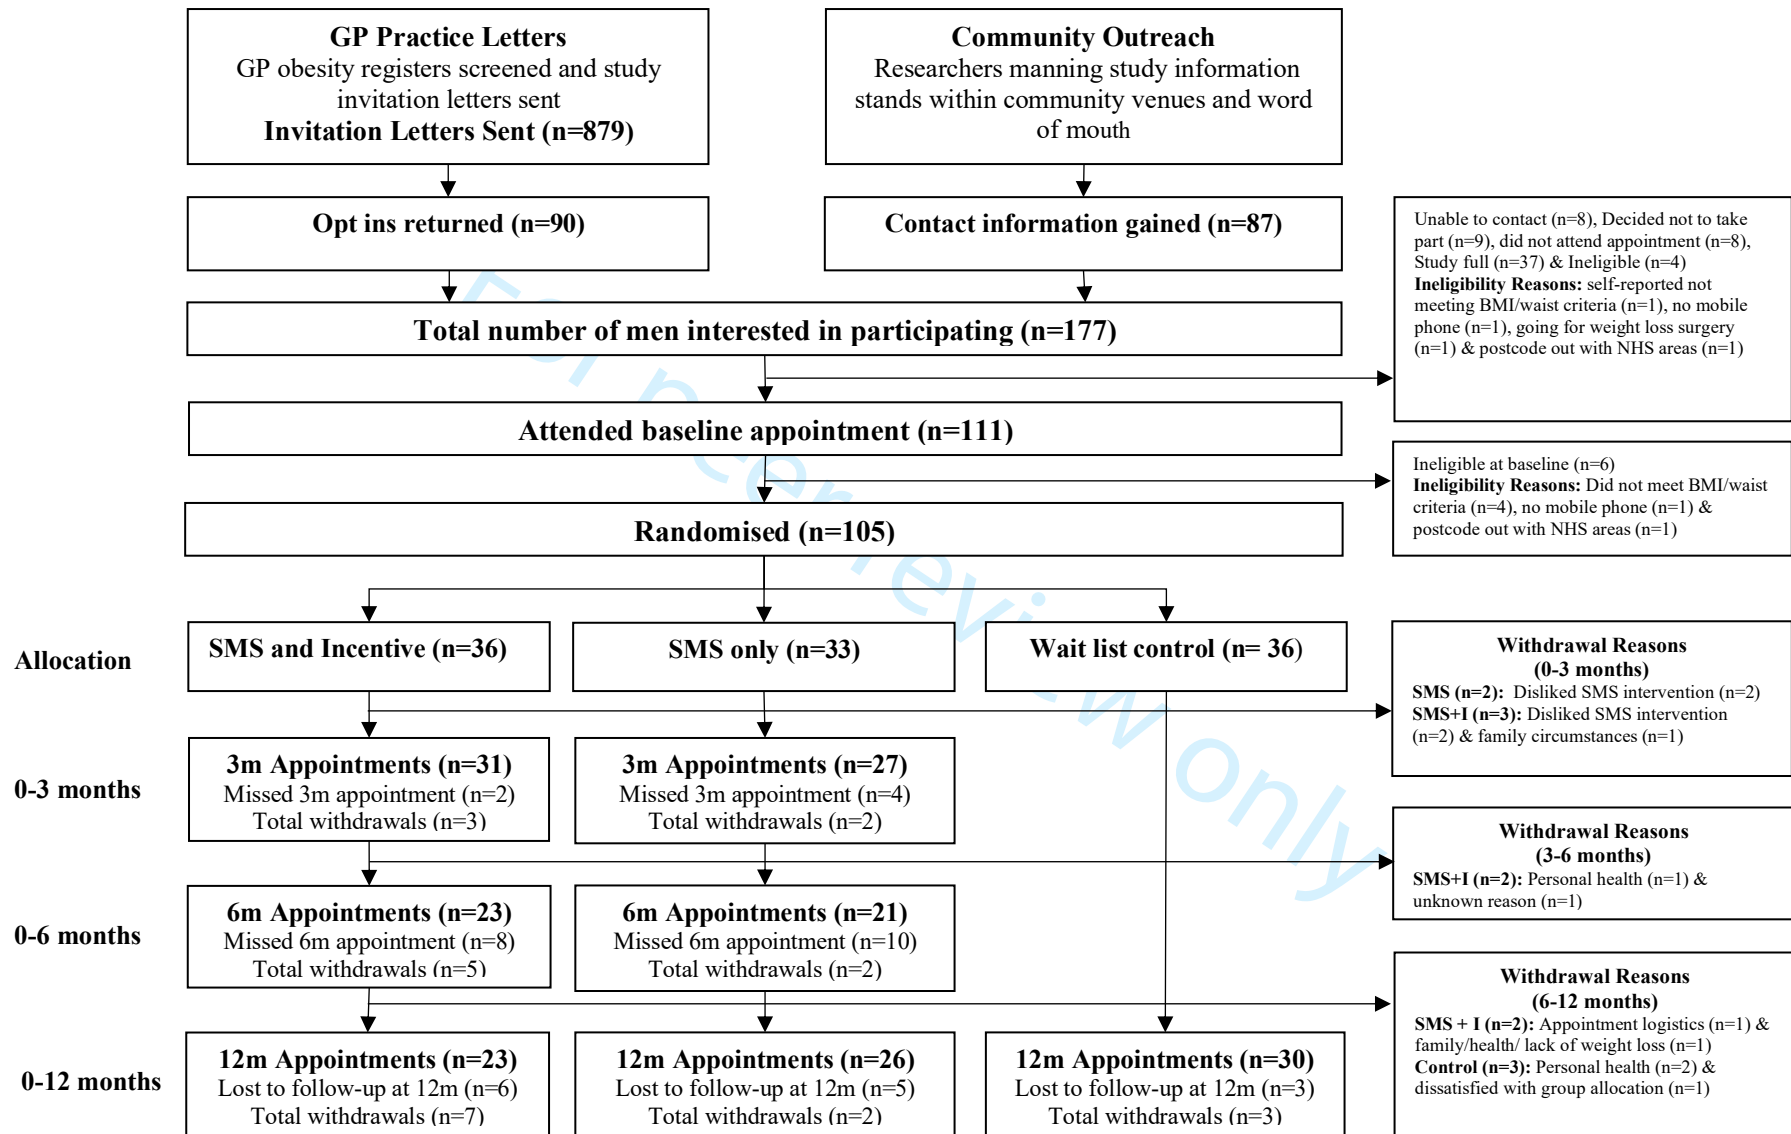 GP Practice Letters
GP obesity registers screened and study
invitation letters sent
Invitation Letters Sent (n=879)
Community Outreach
Researchers manning study information
stands within community venues and word
of mouth
Opt ins returned (n=90)
Contact information gained (n=87)
Unable to contact (n=8), Decided not to take
part (n=9), did not attend appointment (n=8),
Study full (n=37) & Ineligible (n=4)
Ineligibility Reasons: self-reported not
meeting BMI/waist criteria (n=1), no mobile
phone (n=1), going for weight loss surgery
(n=1) & postcode out with NHS areas (n=1)
Total number of men interested in participating (n=177)
Attended baseline appointment (n=111)
Ineligible at baseline (n=6)
Ineligibility Reasons: Did not meet BMI/waist
criteria (n=4), no mobile phone (n=1) &
postcode out with NHS areas (n=1)
Randomised (n=105)
Allocation
SMS and Incentive (n=36)
SMS only (n=33)
Wait list control (n= 36)
Withdrawal Reasons
(0-3 months)
SMS (n=2): Disliked SMS intervention (n=2)
SMS+I (n=3): Disliked SMS intervention
(n=2) & family circumstances (n=1)
0-3 months
3m Appointments (n=31)
Missed 3m appointment (n=2)
Total withdrawals (n=3)
3m Appointments (n=27)
Missed 3m appointment (n=4)
Total withdrawals (n=2)
Withdrawal Reasons
(3-6 months)
SMS+I (n=2): Personal health (n=1) &
unknown reason (n=1)
0-6 months
6m Appointments (n=23)
Missed 6m appointment (n=8)
Total withdrawals (n=5)
6m Appointments (n=21)
Missed 6m appointment (n=10)
Total withdrawals (n=2)
Withdrawal Reasons
(6-12 months)
SMS + I (n=2): Appointment logistics (n=1) &
family/health/ lack of weight loss (n=1)
Control (n=3): Personal health (n=2) &
dissatisfied with group allocation (n=1)
0-12 months
12m Appointments (n=23)
Lost to follow-up at 12m (n=6)
Total withdrawals (n=7)
12m Appointments (n=26)
Lost to follow-up at 12m (n=5)
Total withdrawals (n=2)
12m Appointments (n=30)
Lost to follow-up at 12m (n=3)
Total withdrawals (n=3)
For peer review only